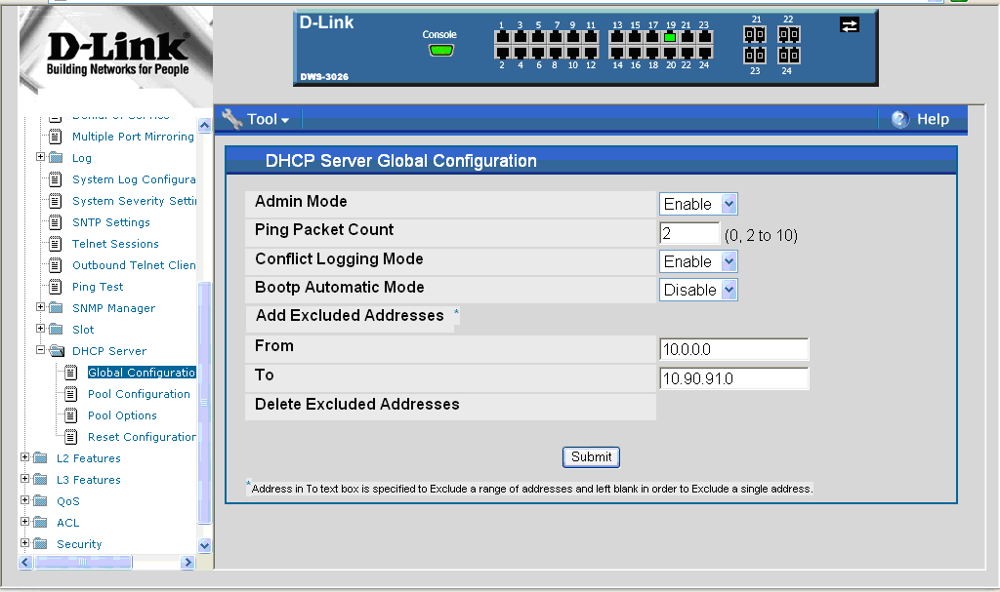 D-Link
Building Networks for People
D-Link
DWS-3026
Console
1 3 5 7 9 11 13 15 17 19 21 23
2 4 6 8 10 12 14 16 18 20 22 24
21 22
23 24
Tool
Help
Multiple Port Mirroring
Log
System Log Configura
System Severity Setti
SNTP Settings
Telnet Sessions
Outbound Telnet Clien
Ping Test
SNMP Manager
Slot
DHCP Server
Global Configuratio
Pool Configuration
Pool Options
Reset Configuration
L2 Features
L3 Features
QoS
ACL
Security
DHCP Server Global Configuration
Admin Mode Enable
Ping Packet Count 2 (0, 2 to 10)
Conflict Logging Mode Enable
Bootp Automatic Mode Disable
Add Excluded Addresses *
From 10.0.0.0
To 10.90.91.0
Delete Excluded Addresses
Submit
* Address in To text box is specified to Exclude a range of addresses and left blank in order to Exclude a single address.